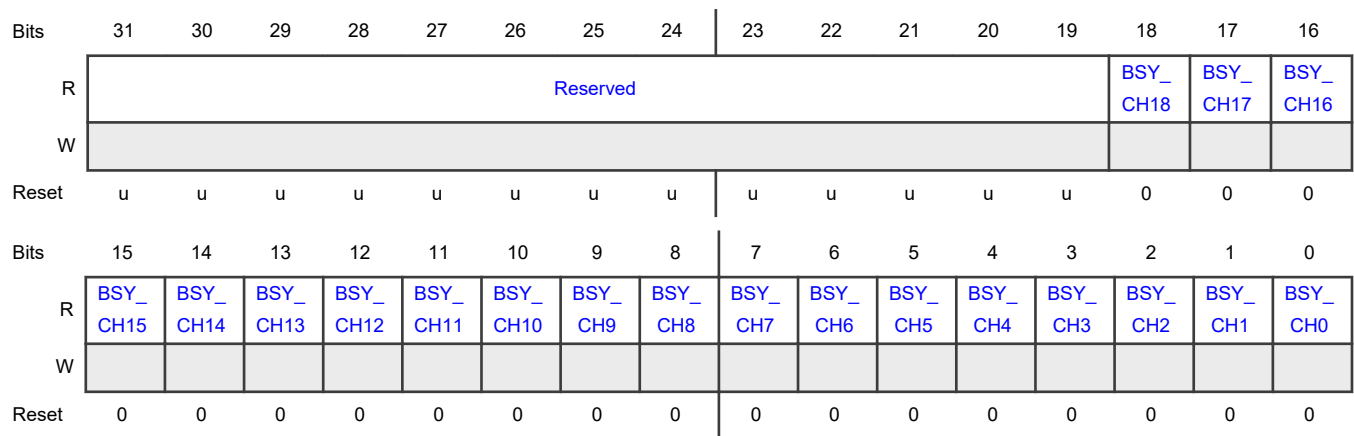 Bits 31 30 29 28 27 26 25 24 23 22 21 20 19 18 17 16
R Reserved BSY_ BSY_ BSY_
CH18 CH17 CH16
W
Reset u u u u u u u u u u u u u 0 0 0
Bits 15 14 13 12 11 10 9 8 7 6 5 4 3 2 1 0
R BSY_ BSY_ BSY_ BSY_ BSY_ BSY_ BSY_ BSY_ BSY_ BSY_ BSY_ BSY_ BSY_ BSY_ BSY_ BSY_
CH15 CH14 CH13 CH12 CH11 CH10 CH9 CH8 CH7 CH6 CH5 CH4 CH3 CH2 CH1 CH0
W
Reset 0 0 0 0 0 0 0 0 0 0 0 0 0 0 0 0